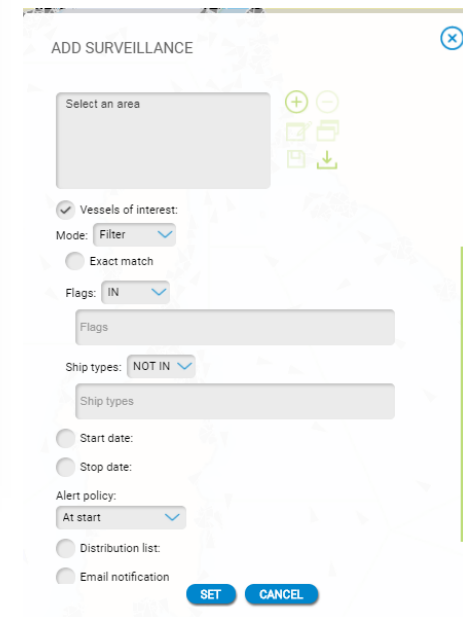 ADD SURVEILLANCE
Select an area
Vessels of interest:
Mode: Filter
Exact match
Flags: IN
Flags
Ship types: NOT IN
Ship types
Start date:
Stop date:
Alert policy:
At start
Distribution list:
Email notification
SET CANCEL